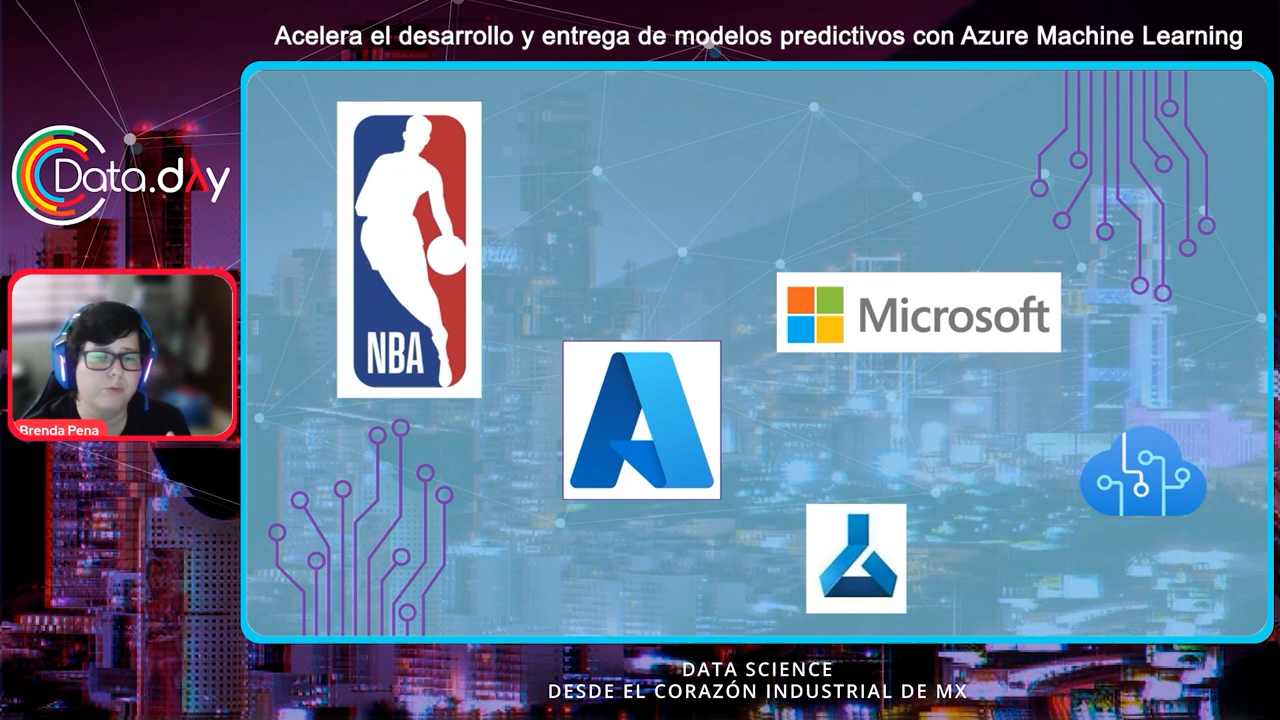 Acelera el desarrollo y entrega de modelos predictivos con Azure Machine Learning
Data.dλy
NBA
Microsoft
Brenda Pena
DATA SCIENCE
DESDE EL CORAZÓN INDUSTRIAL DE MX